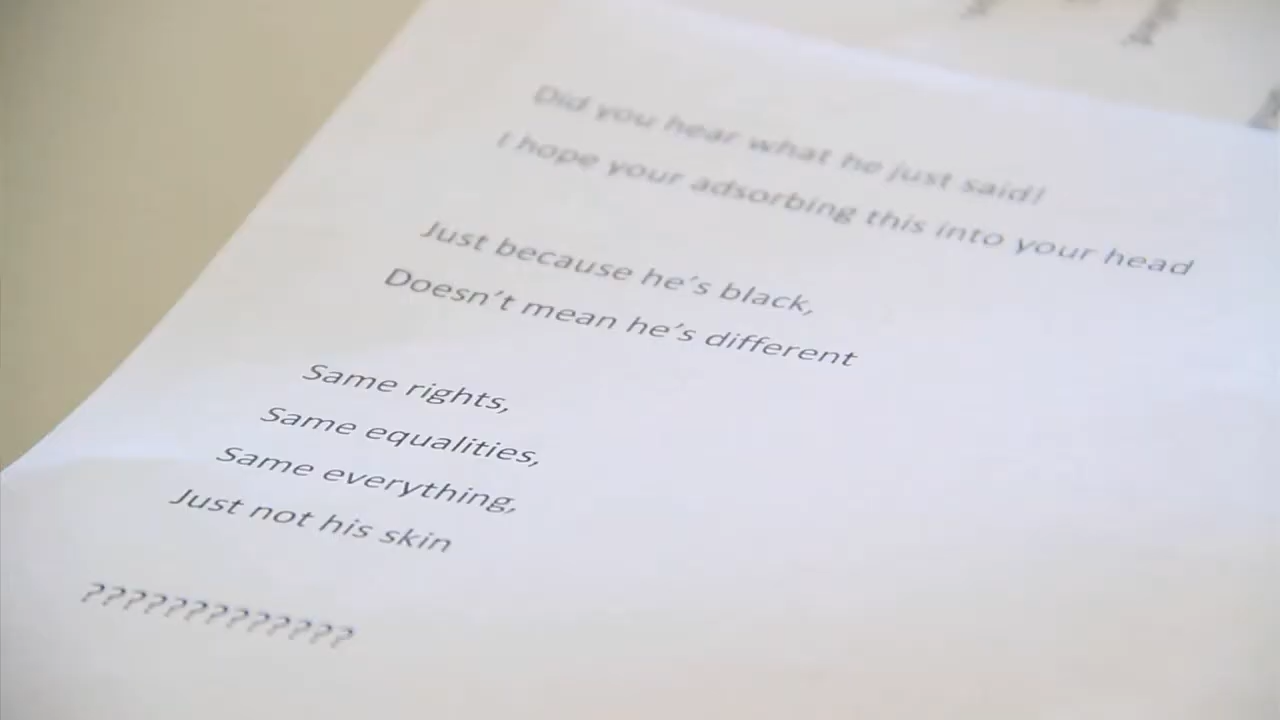 Did you hear what he just said!
I hope your adsorbing this into your head
Just because he's black,
Doesn't mean he's different
Same rights,
Same equalities,
Same everything,
Just not his skin
?????????????